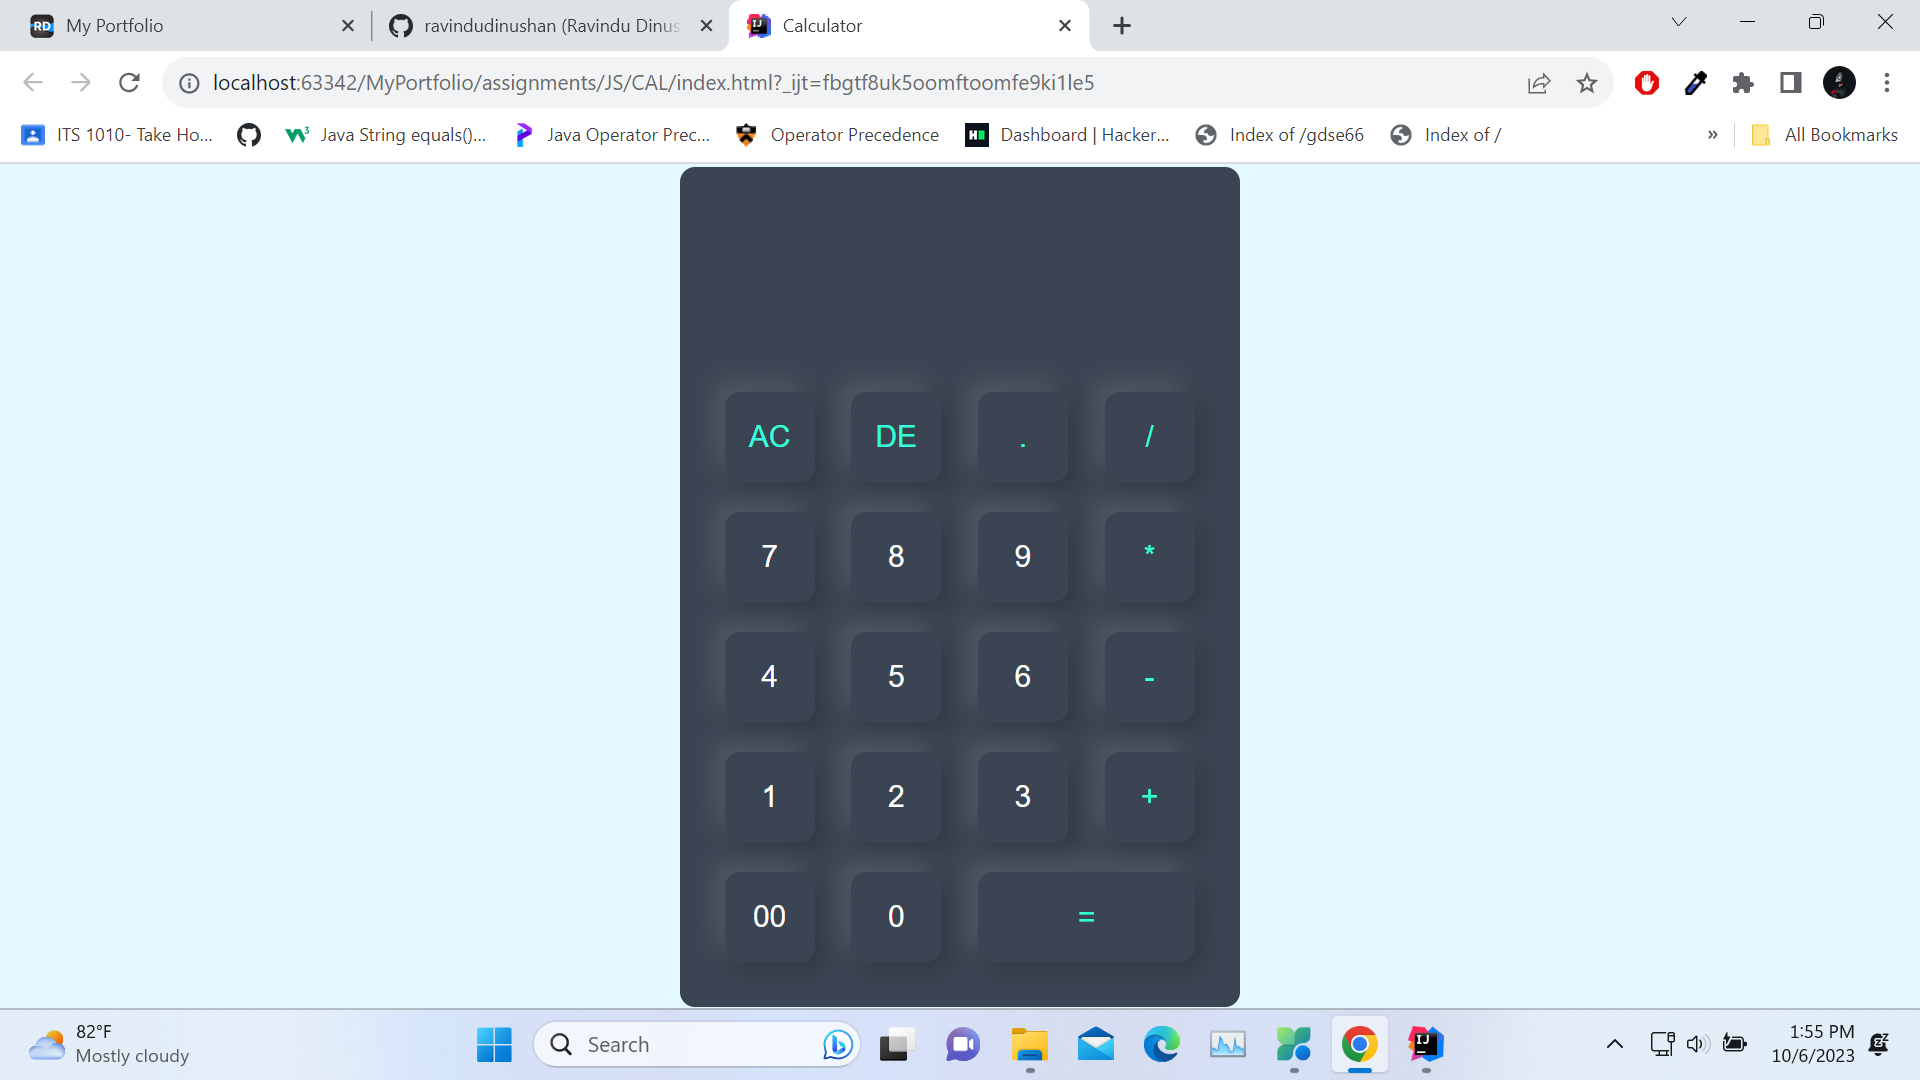 RD My Portfolio
ravindudinushan (Ravindu Dinus
IJ Calculator
localhost:63342/MyPortfolio/assignments/JS/CAL/index.html?_ijt=fbgtf8uk5oomftoomfe9ki1le5
ITS 1010- Take Ho...
Java String equals()...
Java Operator Prec...
Operator Precedence
Dashboard | Hacker...
Index of /gdse66
Index of /
»
All Bookmarks
AC DE . /
7 8 9 *
4 5 6 -
1 2 3 +
00 0 =
82°F
Mostly cloudy
Search
IJ
1:55 PM
10/6/2023